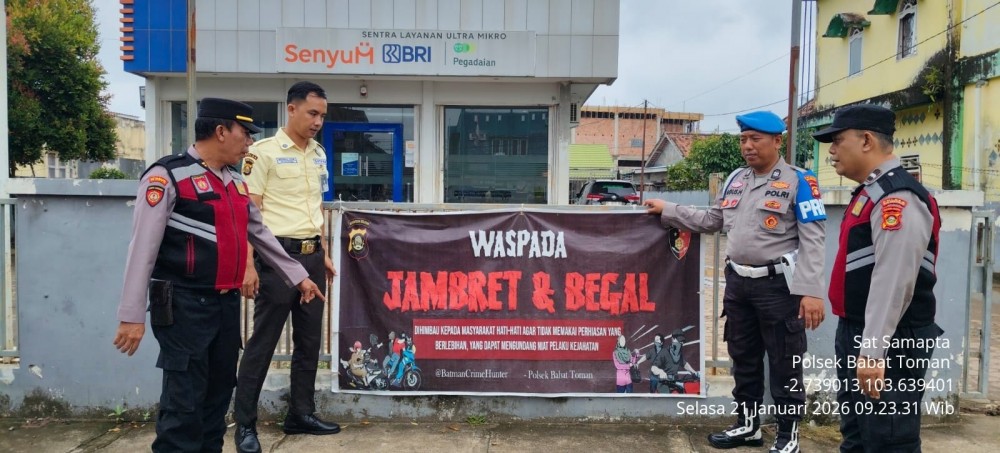 SENTRA LAYANAN ULTRA MIKRO
SenyuM BRI Pegadaian
WASPADA
JAMBRET & BEGAL
DIHIMBAU KEPADA MASYARAKAT HATI-HATI AGAR TIDAK MEMAKAI PERHIASAN YANG
BERLEBIHAN, YANG DAPAT MENGUNDANG NIAT PELAKU KEJAHATAN
@BatmanCrimeHunter - Polsek Babat Toman
POLRI
Sat Samapta
Polsek Babat Toman
-2.739013,103.639401
Selasa 21 Januari 2026 09.23.31 Wib